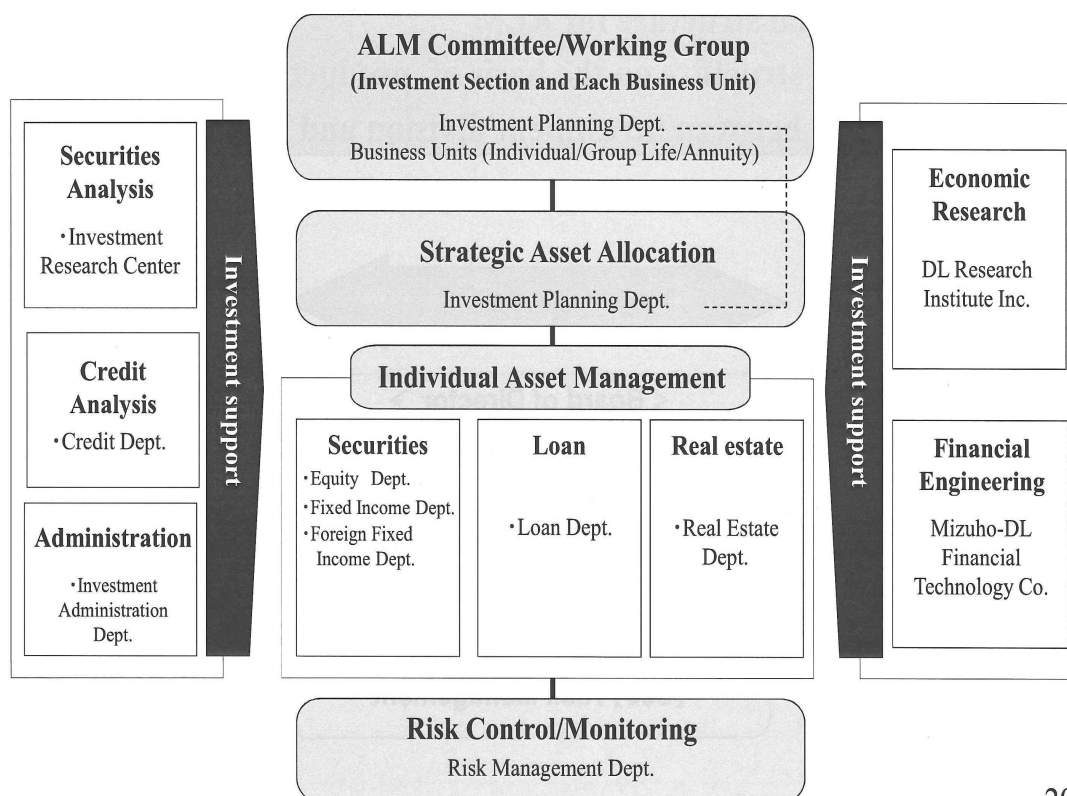 ALM Committee/Working Group
(Investment Section and Each Business Unit)
Investment Planning Dept.
Business Units (Individual/Group Life/Annuity)
Securities
Analysis
・Investment
Research Center
Credit
Analysis
・Credit Dept.
Administration
・Investment
Administration
Dept.
Investment support
Strategic Asset Allocation
Investment Planning Dept.
Individual Asset Management
Securities
・Equity Dept.
・Fixed Income Dept.
・Foreign Fixed
Income Dept.
Loan
・Loan Dept.
Real estate
・Real Estate
Dept.
Risk Control/Monitoring
Risk Management Dept.
Investment support
Economic
Research
DL Research
Institute Inc.
Financial
Engineering
Mizuho-DL
Financial
Technology Co.